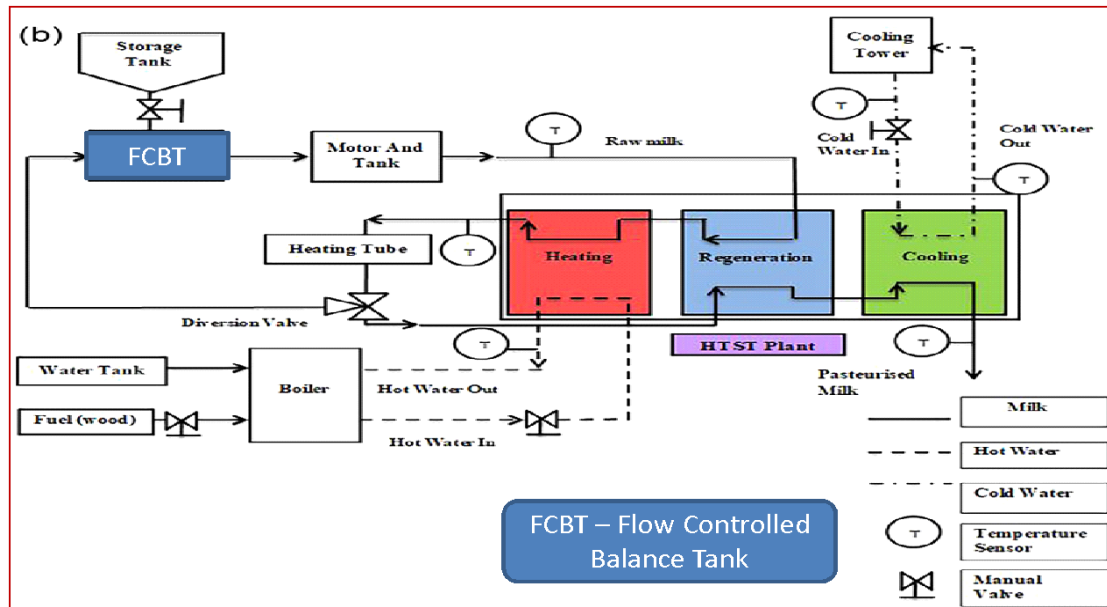 (b)
Storage
Tank
Cooling
Tower
T
T
Cold
Water In
Cold Water
Out
FCBT
Motor And
Tank
Raw milk
T
Heating Tube
T
Heating
Regeneration
Cooling
Diversion Valve
T
HTST Plant
T
Water Tank
Boiler
Hot Water Out
Pasteurised
Milk
Fuel (wood)
Hot Water In
Milk
Hot Water
Cold Water
FCBT – Flow Controlled
Balance Tank
T
Temperature
Sensor
Manual
Valve